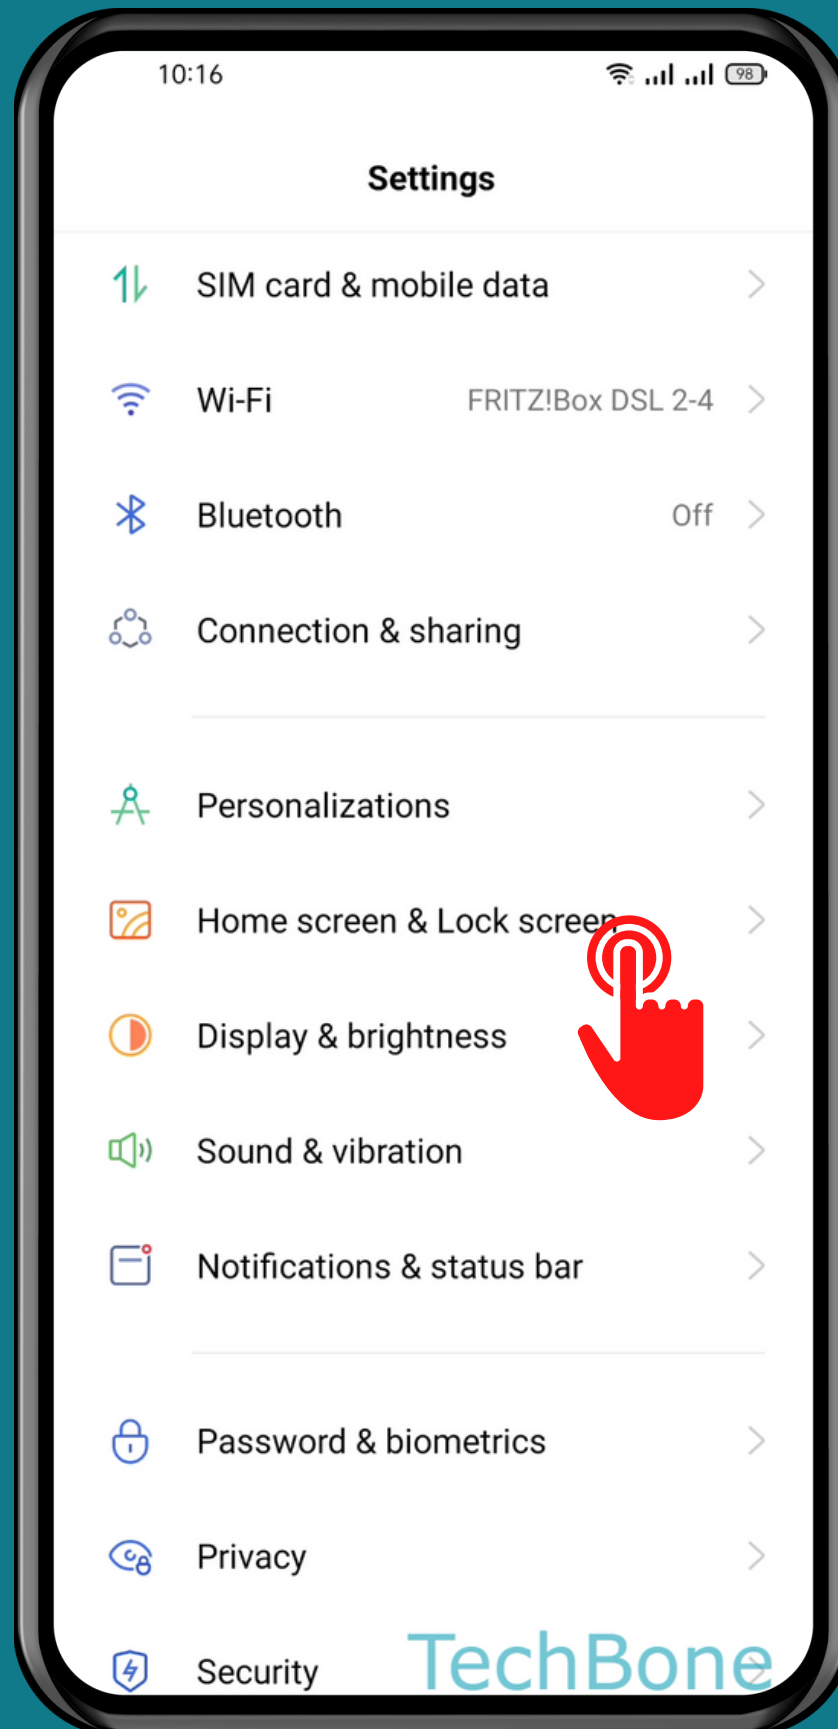 10:16
98
Settings
SIM card & mobile data
Wi-Fi FRITZ!Box DSL 2-4
Bluetooth Off
Connection & sharing
Personalizations
Home screen & Lock screen
Display & brightness
Sound & vibration
Notifications & status bar
Password & biometrics
Privacy
Security
TechBone